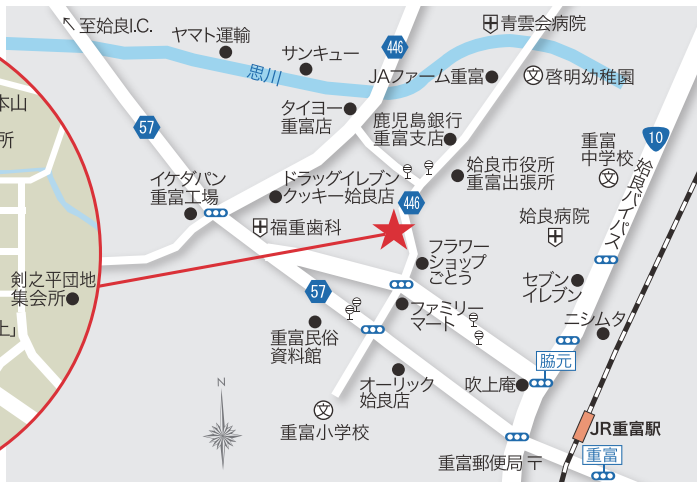 至姶良I.C.
ヤマト運輸
サンキュー
446
青雲会病院
思川
JAファーム重富
文
啓明幼稚園
本山
所
57
タイヨー
重富店
鹿児島銀行
重富支店
10
重富
中学校
文
姶良バイパス
イケダパン
重富工場
ドラッグイレブン
クッキー姶良店
姶良市役所
重富出張所
446
福重歯科
姶良病院
フラワー
ショップ
ごとう
剣之平団地
集会所
57
セブン
イレブン
ファミリー
マート
ニシムタ
上」
重富民俗
資料館
脇元
オーリック
姶良店
吹上庵
N
文
重富小学校
JR重富駅
重富
重富郵便局〒